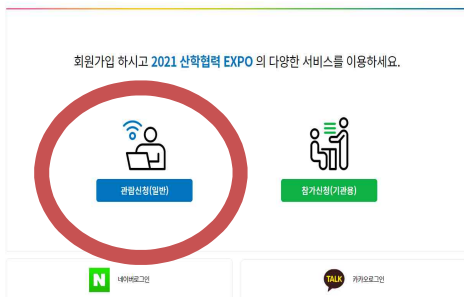 회원가입 하시고 2021 산학협력 EXPO 의 다양한 서비스를 이용하세요.
관람신청(일반)
참가신청(기관용)
N 네이버로그인
TALK 카카오로그인